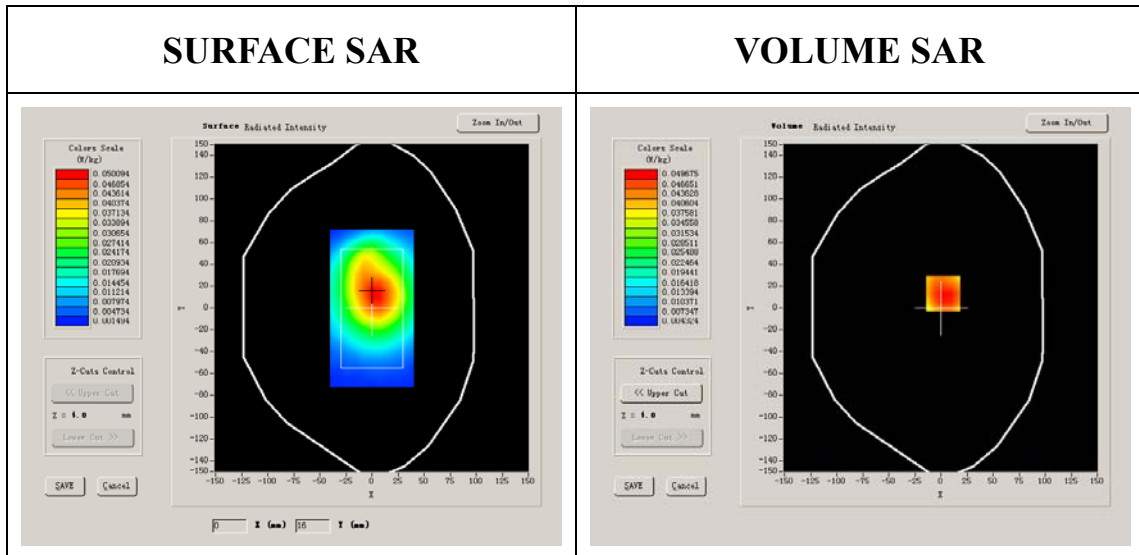 SURFACE SAR
VOLUME SAR
Surface Radiated Intensity
Zoom In/Out
Colors Scale
(W/kg)
0.050094
0.046854
0.043614
0.040374
0.037134
0.033894
0.030654
0.027414
0.024174
0.020934
0.017694
0.014454
0.011214
0.007974
0.004734
0.001494
150
140
120
100
80
60
40
20
0
-20
-40
-60
-80
-100
-120
-140
-150
Y
-150 -125 -100 -75 -50 -25 0 25 50 75 100 125 150
X
Z-Cuts Control
<< Upper Cut
Z = mm
Lower Cut >>
SAVE Cancel
0 X (mm) 16 Y (mm)
Volume Radiated Intensity
Zoom In/Out
Colors Scale
(W/kg)
0.049675
0.046651
0.043628
0.040604
0.037581
0.034558
0.031534
0.028511
0.025488
0.022464
0.019441
0.016418
0.013394
0.010371
0.007347
0.004324
150
140
120
100
80
60
40
20
0
-20
-40
-60
-80
-100
-120
-140
-150
Y
-150 -125 -100 -75 -50 -25 0 25 50 75 100 125 150
X
Z-Cuts Control
<< Upper Cut
Z = mm
Lower Cut >>
SAVE Cancel